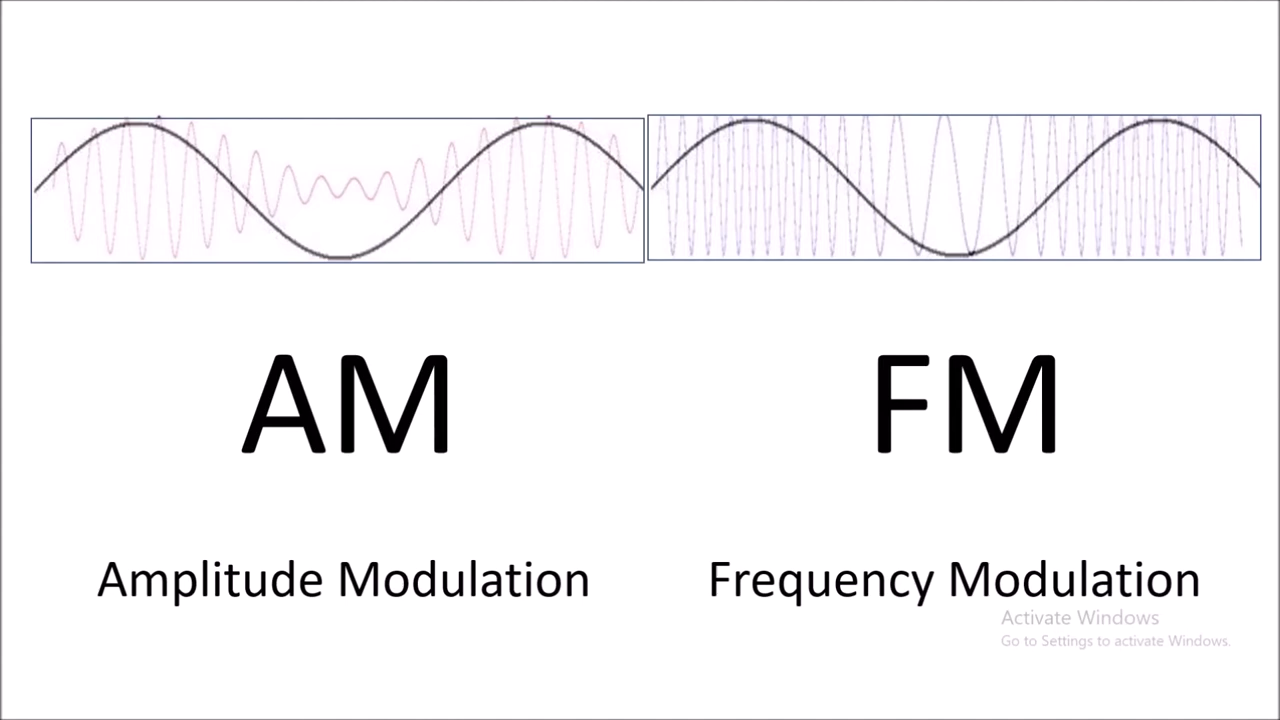 AM
FM
Amplitude Modulation
Frequency Modulation
Activate Windows
Go to Settings to activate Windows.